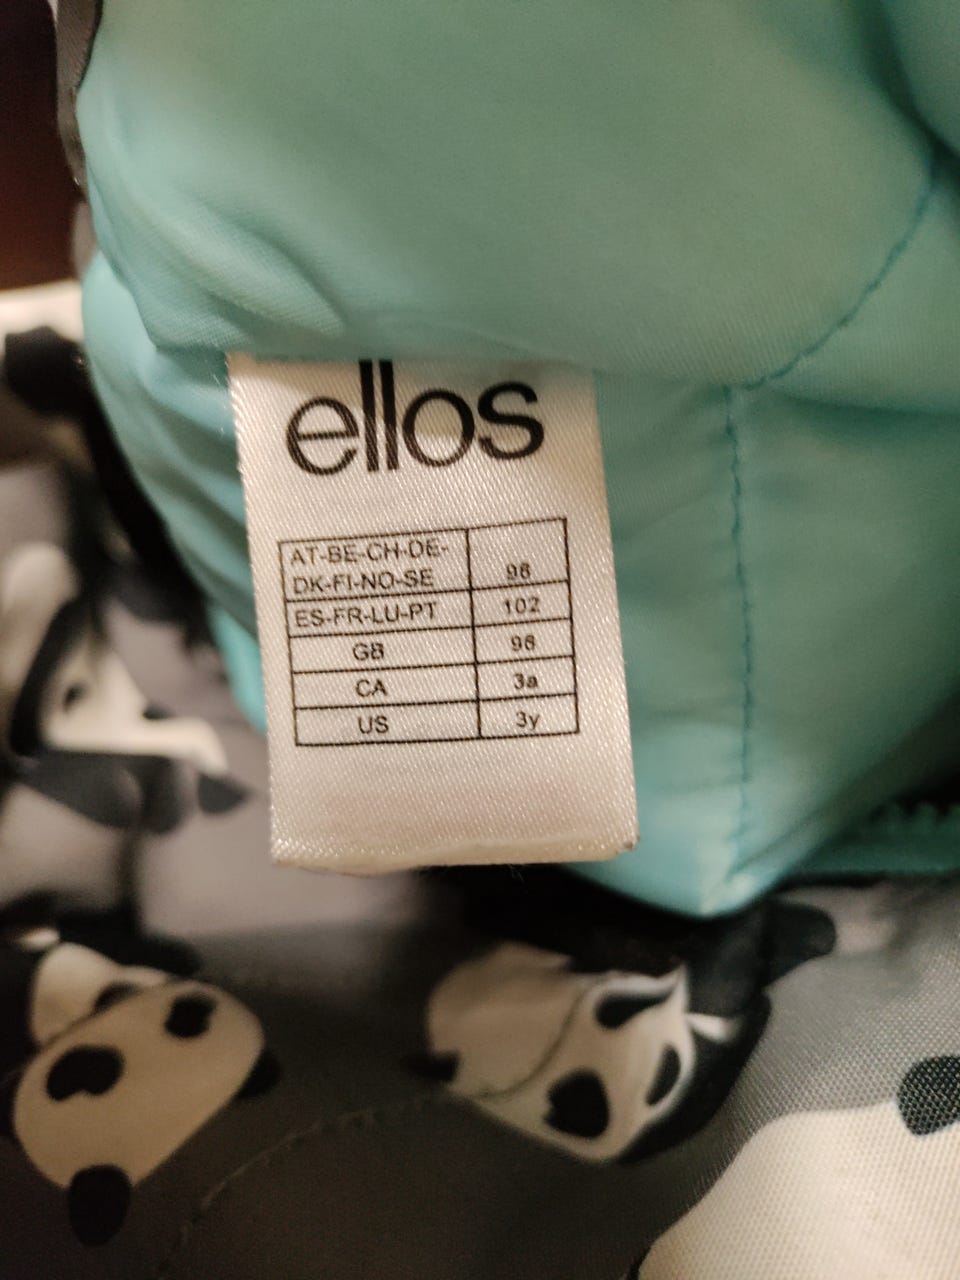 ellos
AT-BE-CH-DE-
DK-FI-NO-SE 98
ES-FR-LU-PT 102
GB 98
CA 3a
US 3y